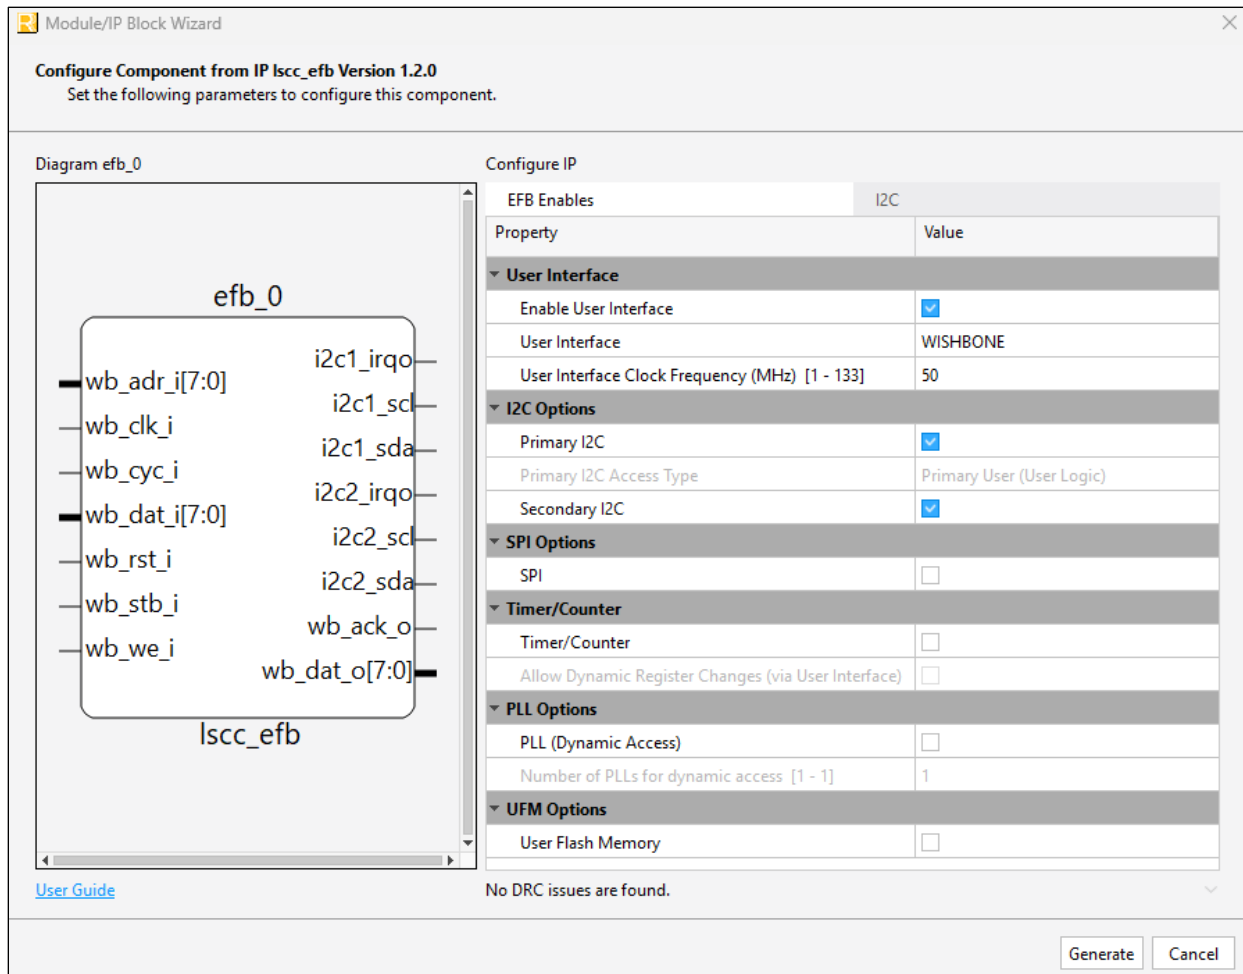 Module/IP Block Wizard
Configure Component from IP lscc_efb Version 1.2.0
Set the following parameters to configure this component.
Diagram efb_0
efb_0
wb_adr_i[7:0]
wb_clk_i
wb_cyc_i
wb_dat_i[7:0]
wb_rst_i
wb_stb_i
wb_we_i
i2c1_irqo
i2c1_scl
i2c1_sda
i2c2_irqo
i2c2_scl
i2c2_sda
wb_ack_o
wb_dat_o[7:0]
lscc_efb
User Guide
Configure IP
EFB Enables I2C
Property Value
User Interface
Enable User Interface
User Interface WISHBONE
User Interface Clock Frequency (MHz) [1 - 133] 50
I2C Options
Primary I2C
Primary I2C Access Type Primary User (User Logic)
Secondary I2C
SPI Options
SPI
Timer/Counter
Timer/Counter
Allow Dynamic Register Changes (via User Interface)
PLL Options
PLL (Dynamic Access)
Number of PLLs for dynamic access [1 - 1] 1
UFM Options
User Flash Memory
No DRC issues are found.
Generate Cancel